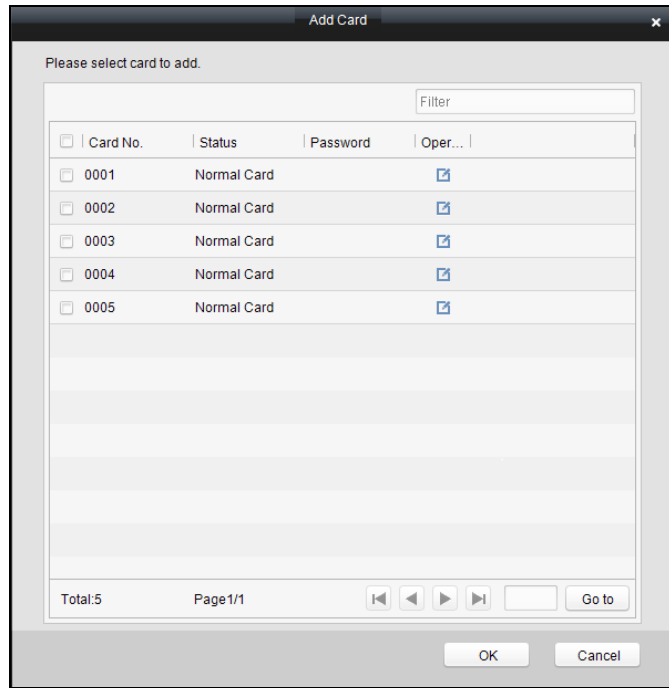 Add Card
Please select card to add.
Filter
Card No. Status Password Oper...
0001 Normal Card
0002 Normal Card
0003 Normal Card
0004 Normal Card
0005 Normal Card
Total:5 Page1/1 Go to
OK Cancel